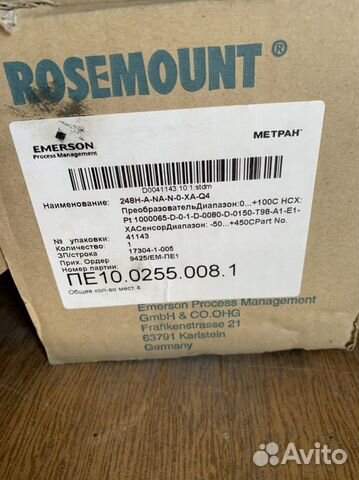 ROSEMOUNT®
EMERSON
Process Management
МЕТРАН
D0041143:10:1:stdm
Наименование: 248H-A-NA-N-0-XA-Q4
ПреобразовательДиапазон:0...+100C НСХ:
Pt 1000065-D-0-1-D-0080-D-0150-T98-A1-E1-
XAСенсорДиапазон: -50...+450CPart No.
№ упаковки: 41143
Количество: 1
ЗП/строка 17304-1-005
Прих. Ордер 9425/ЕМ-ПЕ1
Номер партии:
ПЕ10.0255.008.1
Общее кол-во мест 4.
Emerson Process Management
GmbH & CO.OHG
Frankenstrasse 21
63791 Karlstein
Germany
Avito